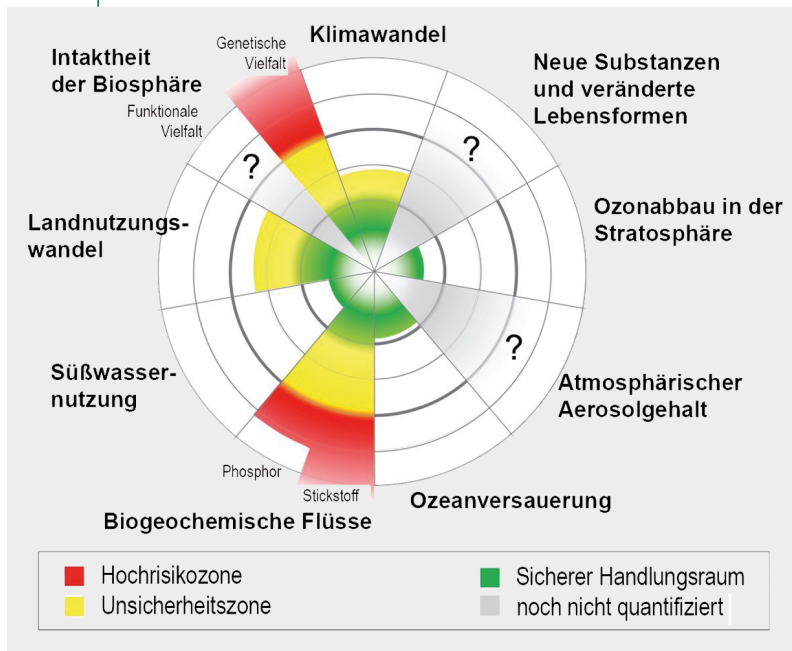 Klimawandel
Genetische
Vielfalt
Intaktheit
der Biosphäre
Funktionale
Vielfalt
Neue Substanzen
und veränderte
Lebensformen
?
?
Landnutzungs-
wandel
Ozonabbau in der
Stratosphäre
?
Süßwasser-
nutzung
Atmosphärischer
Aerosolgehalt
Phosphor
Stickstoff
Ozeanversauerung
Biogeochemische Flüsse
Hochrisikozone
Unsicherheitszone
Sicherer Handlungsraum
noch nicht quantifiziert